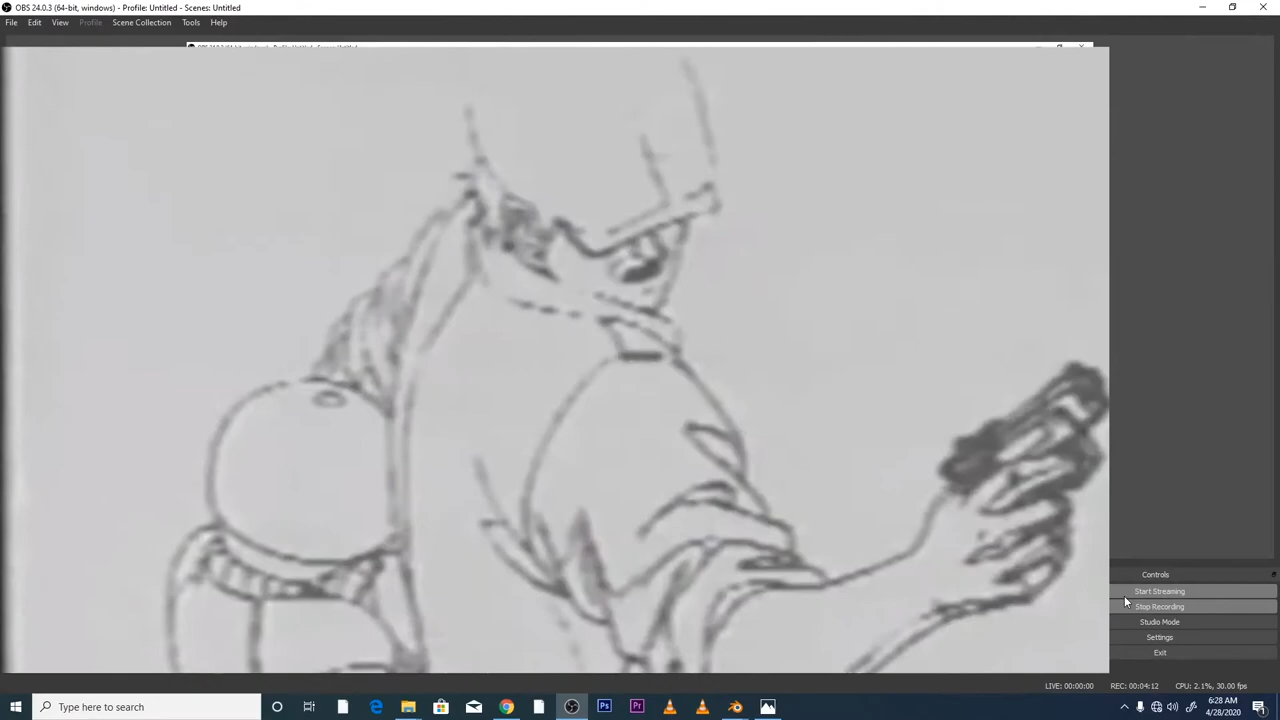 OBS 24.0.3 (64-bit, windows) - Profile: Untitled - Scenes: Untitled
File Edit View Profile Scene Collection Tools Help
Controls
Start Streaming
Stop Recording
Studio Mode
Settings
Exit
LIVE: 00:00:00 REC: 00:04:12 CPU: 2.1%, 30.00 fps
Type here to search
Ps Pr
6:28 AM
4/28/2020